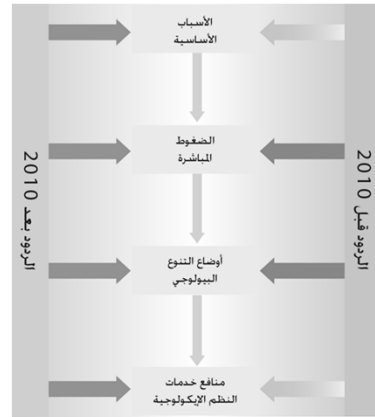 الأسباب
الأساسية
الضغوط
المباشرة
أوضاع التنوع
البيولوجي
منافع خدمات
النظم الإيكولوجية
الردود قبل 2010
الردود بعد 2010